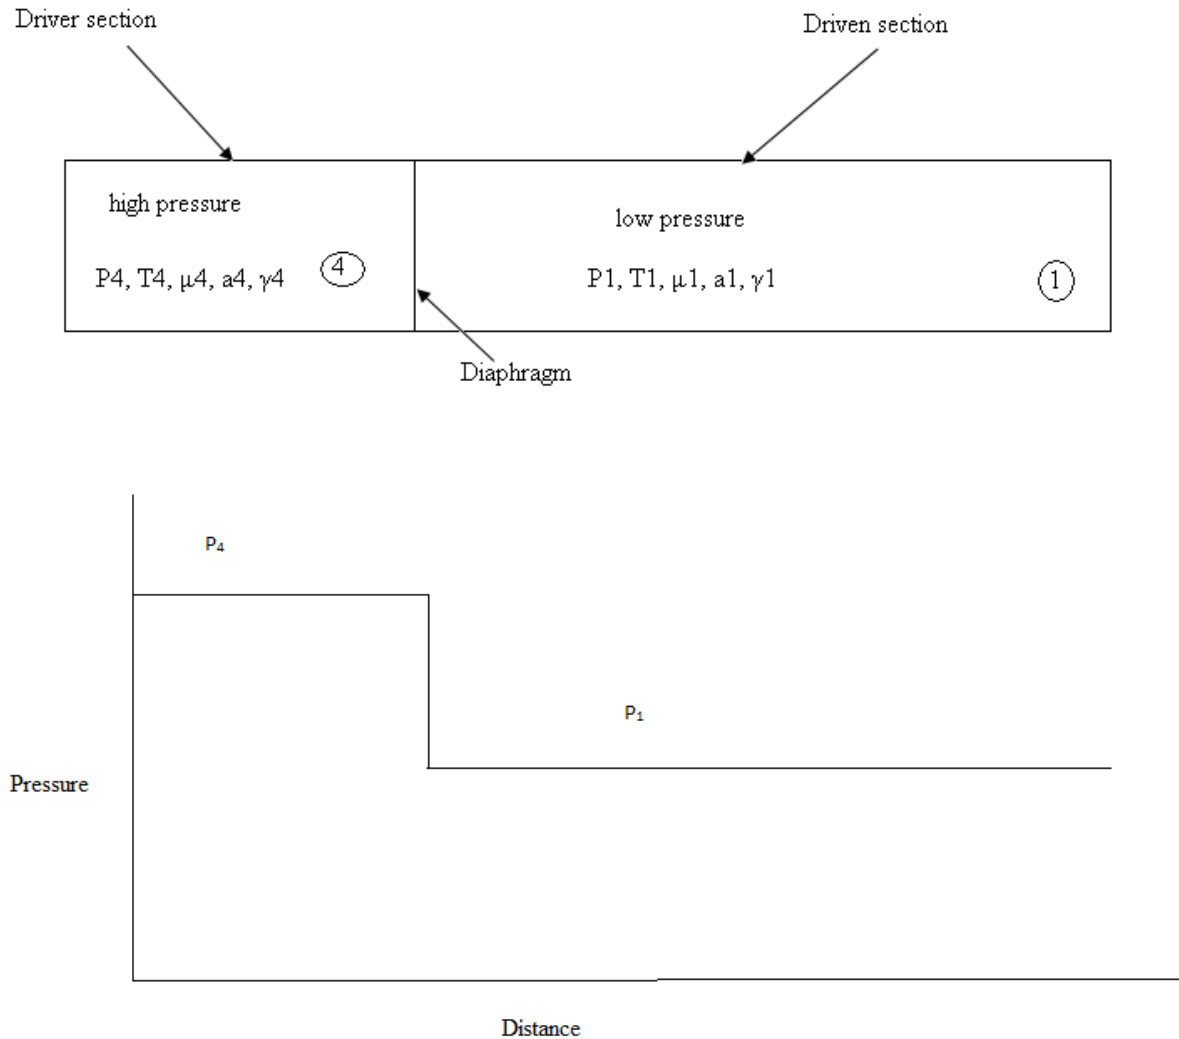 Driver section
Driven section
high pressure
low pressure
P4, T4, μ4, a4, γ4
4
P1, T1, μ1, a1, γ1
1
Diaphragm
P₄
P₁
Pressure
Distance